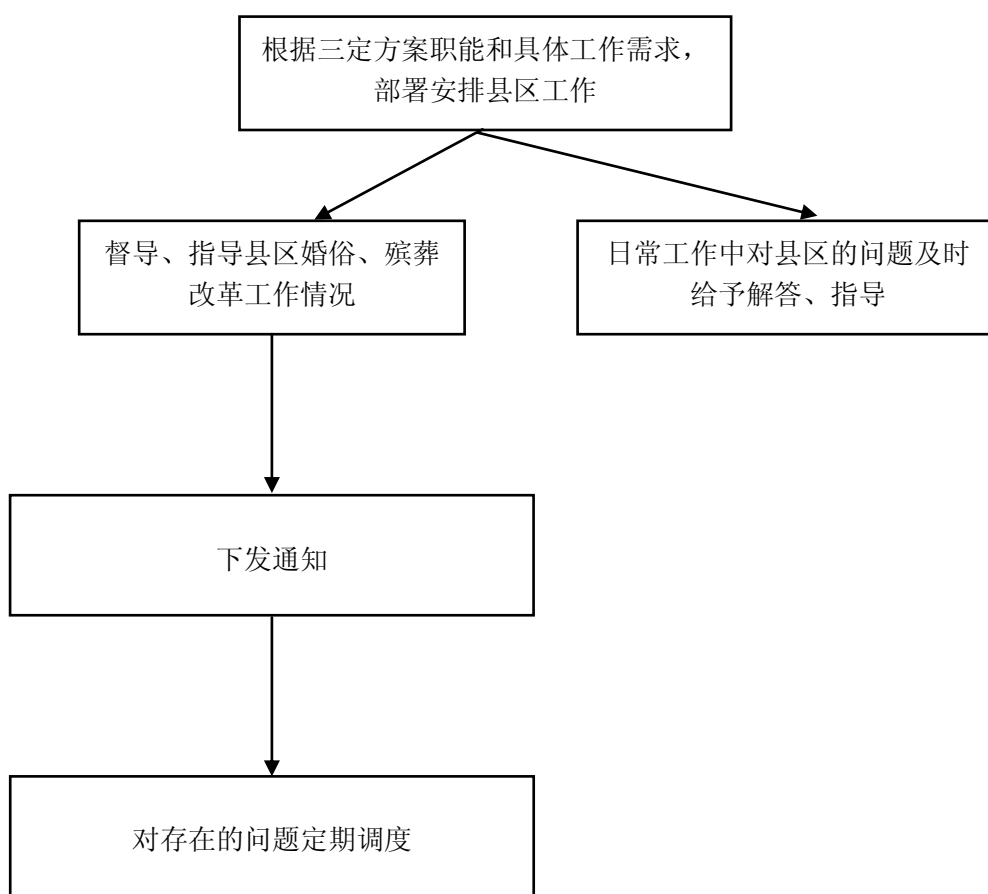 根据三定方案职能和具体工作需求，
部署安排县区工作
督导、指导县区婚俗、殡葬
改革工作情况
日常工作中对县区的问题及时
给予解答、指导
下发通知
对存在的问题定期调度